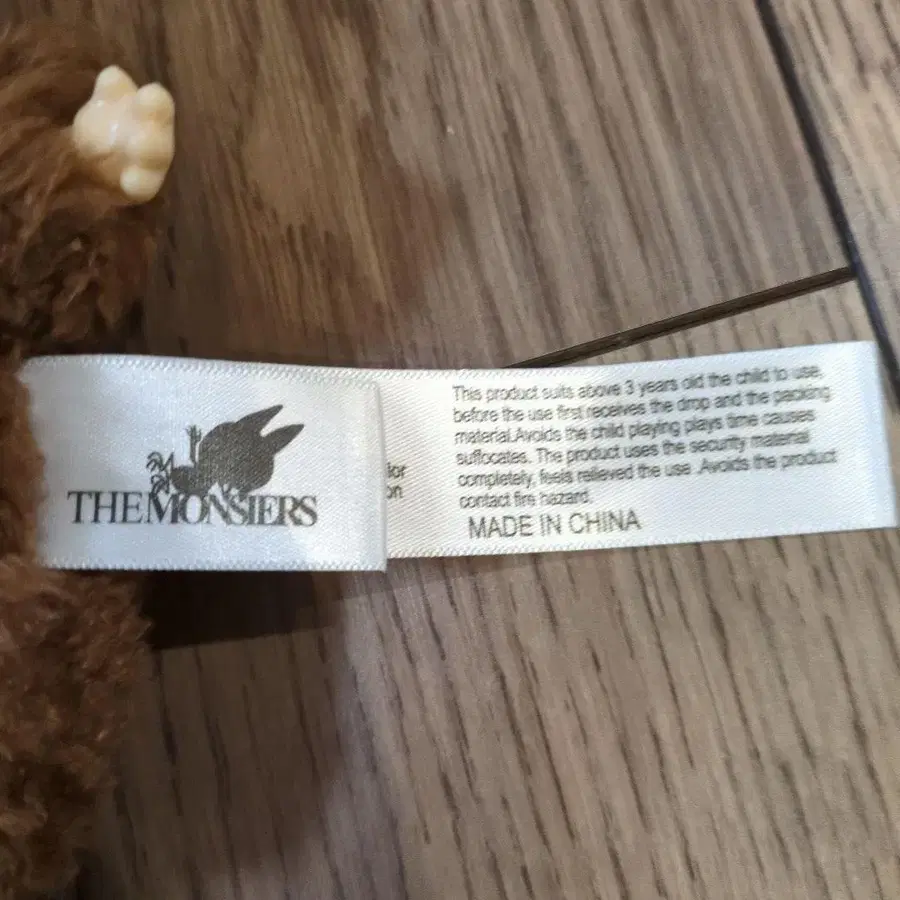 THE MONSIERS
lor
on
This product suits above 3 years old the child to use,
before the use first receives the drop and the packing
material.Avoids the child playing plays time causes
suffocates. The product uses the security material
completely, feels relieved the use .Avoids the product
contact fire hazard.
MADE IN CHINA